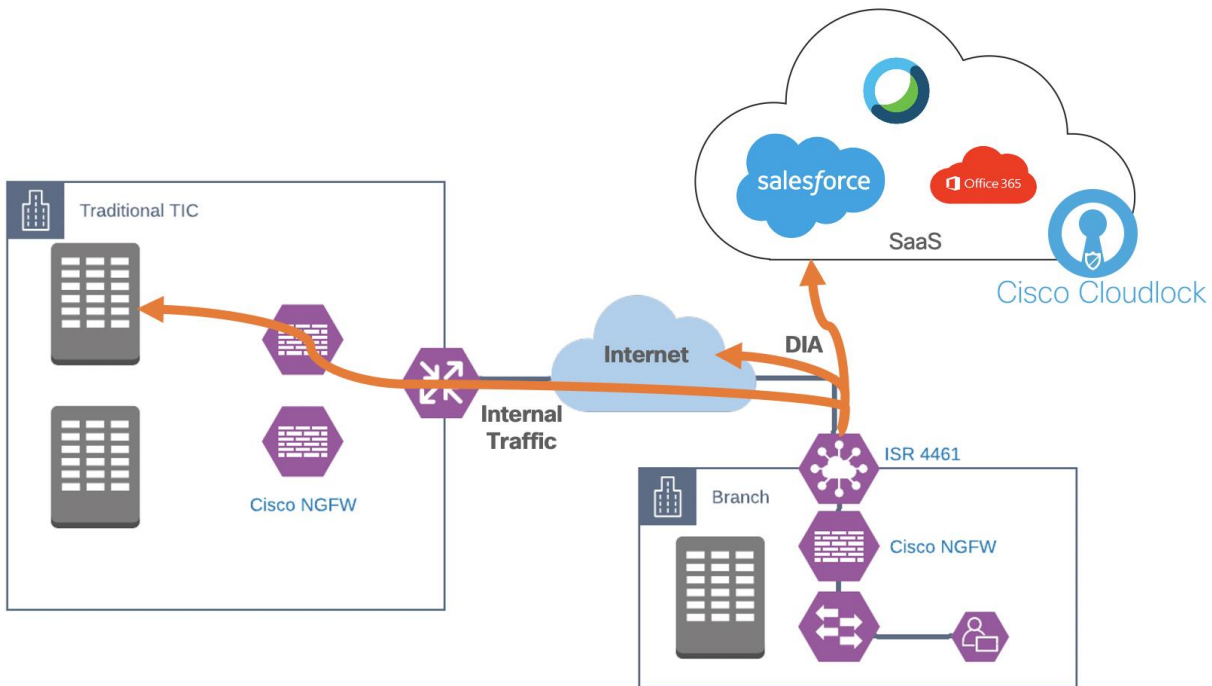 salesforce
Office 365
SaaS
Cisco Cloudlock
Traditional TIC
Internet
DIA
Internal
Traffic
Cisco NGFW
ISR 4461
Branch
Cisco NGFW